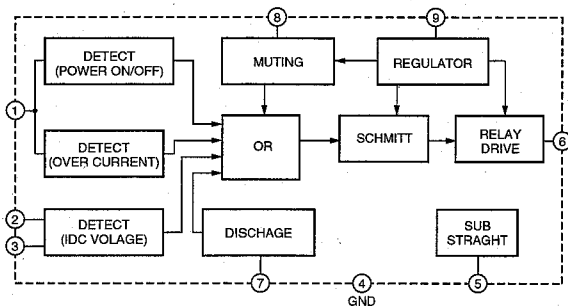 8
9
DETECT
(POWER ON/OFF)
MUTING
REGULATOR
1
DETECT
(OVER CURRENT)
OR
SCHMITT
RELAY
DRIVE
6
2
3
DETECT
(IDC VOLAGE)
DISCHAGE
SUB
STRAGHT
7
4
5
GND